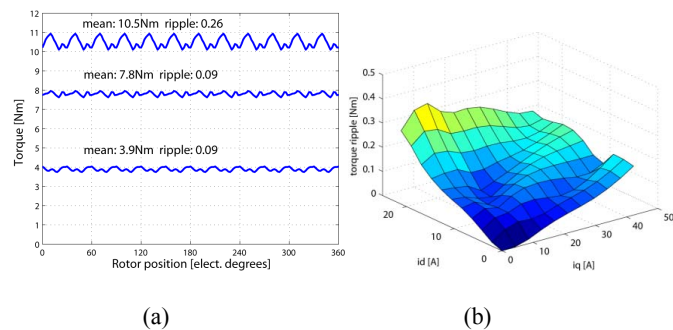 12
11
10
9
8
7
6
5
4
3
2
1
0
Torque [Nm]
mean: 10.5Nm ripple: 0.26
mean: 7.8Nm ripple: 0.09
mean: 3.9Nm ripple: 0.09
0 60 120 180 240 300 360
Rotor position [elect. degrees]
(a)
0.5
0.4
0.3
0.2
0.1
0
torque ripple [Nm]
20
10
0
id [A]
0 10 20 30 40 50
iq [A]
(b)